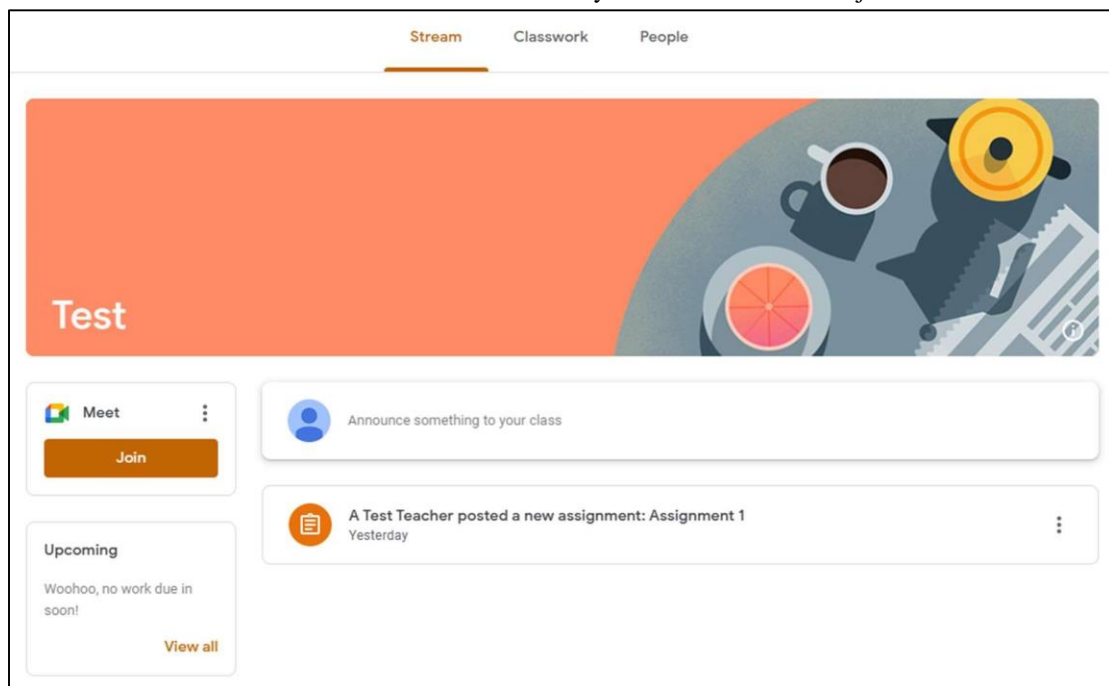 Stream Classwork People
Test
Meet
Join
Announce something to your class
A Test Teacher posted a new assignment: Assignment 1
Yesterday
Upcoming
Woohoo, no work due in
soon!
View all